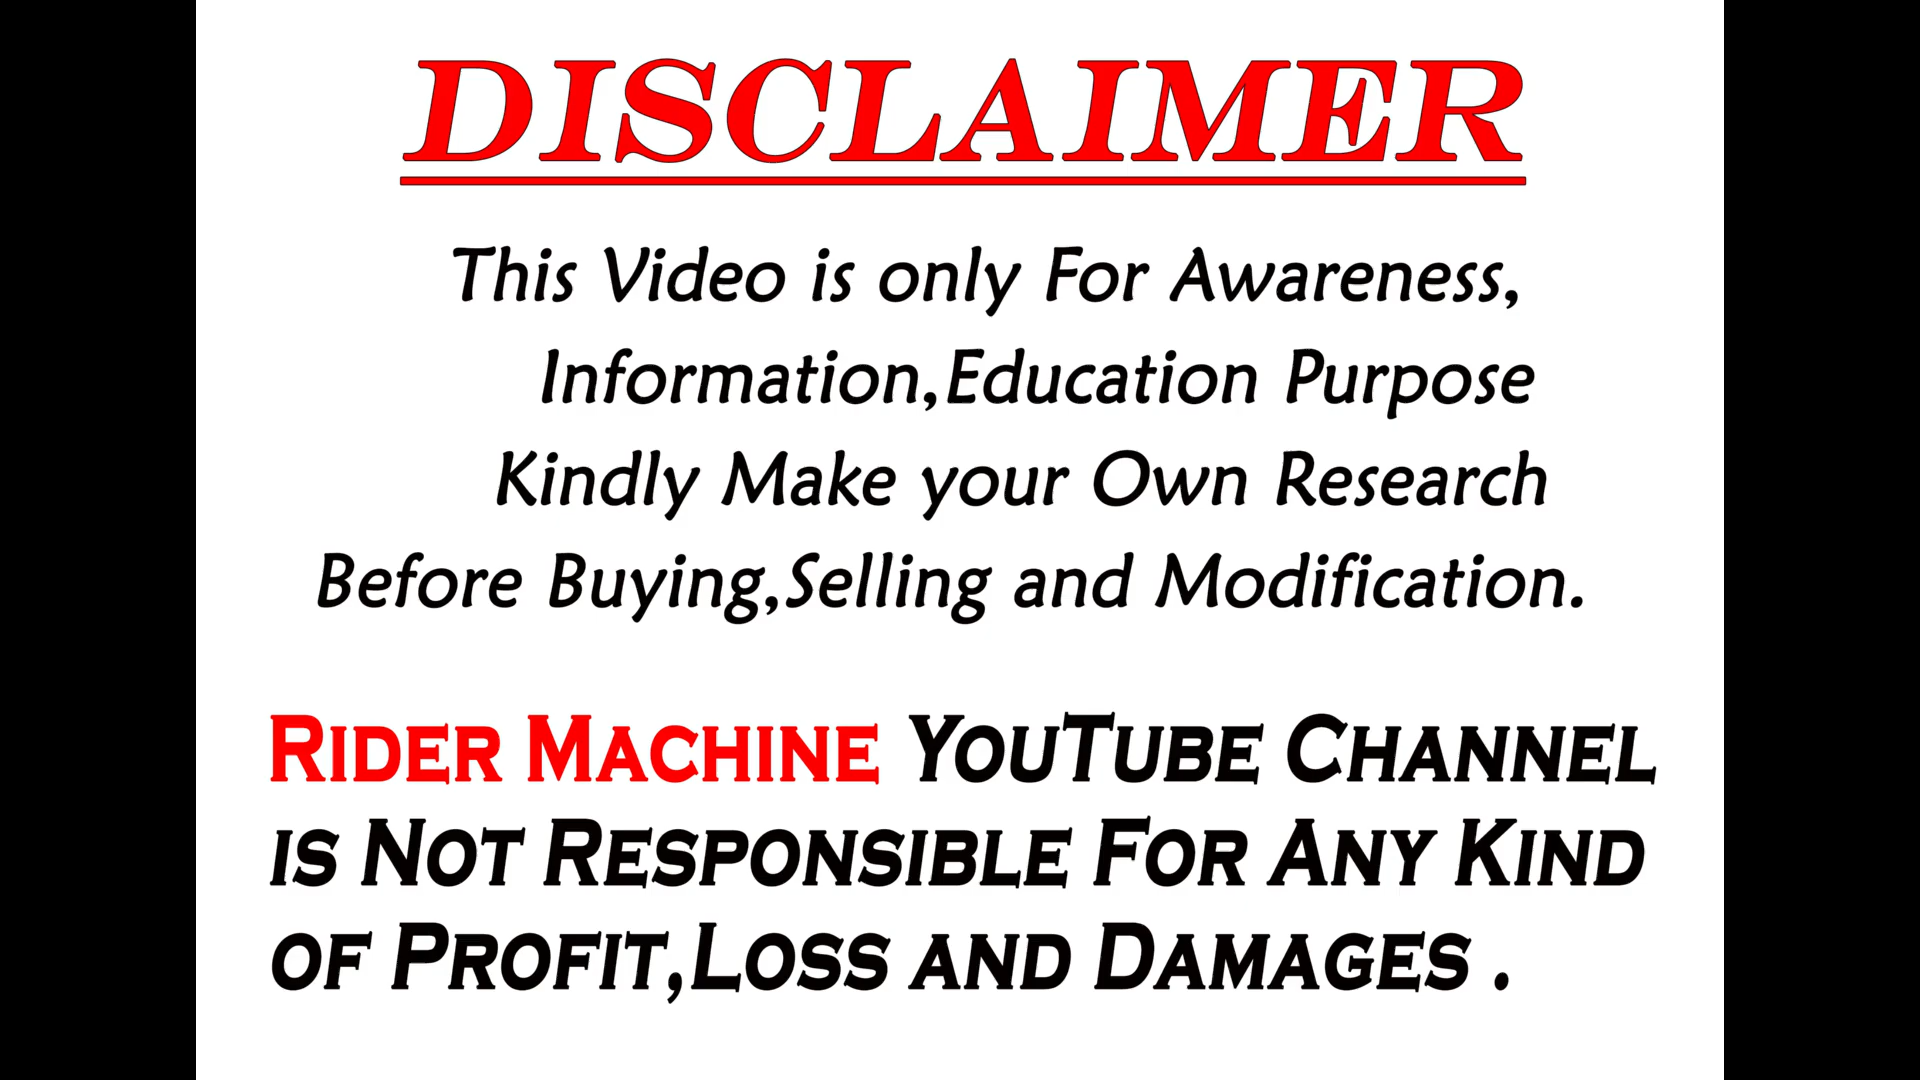 DISCLAIMER
This Video is only For Awareness,
Information,Education Purpose
Kindly Make your Own Research
Before Buying,Selling and Modification.
RIDER MACHINE YOUTUBE CHANNEL
IS NOT RESPONSIBLE FOR ANY KIND
OF PROFIT,LOSS AND DAMAGES .